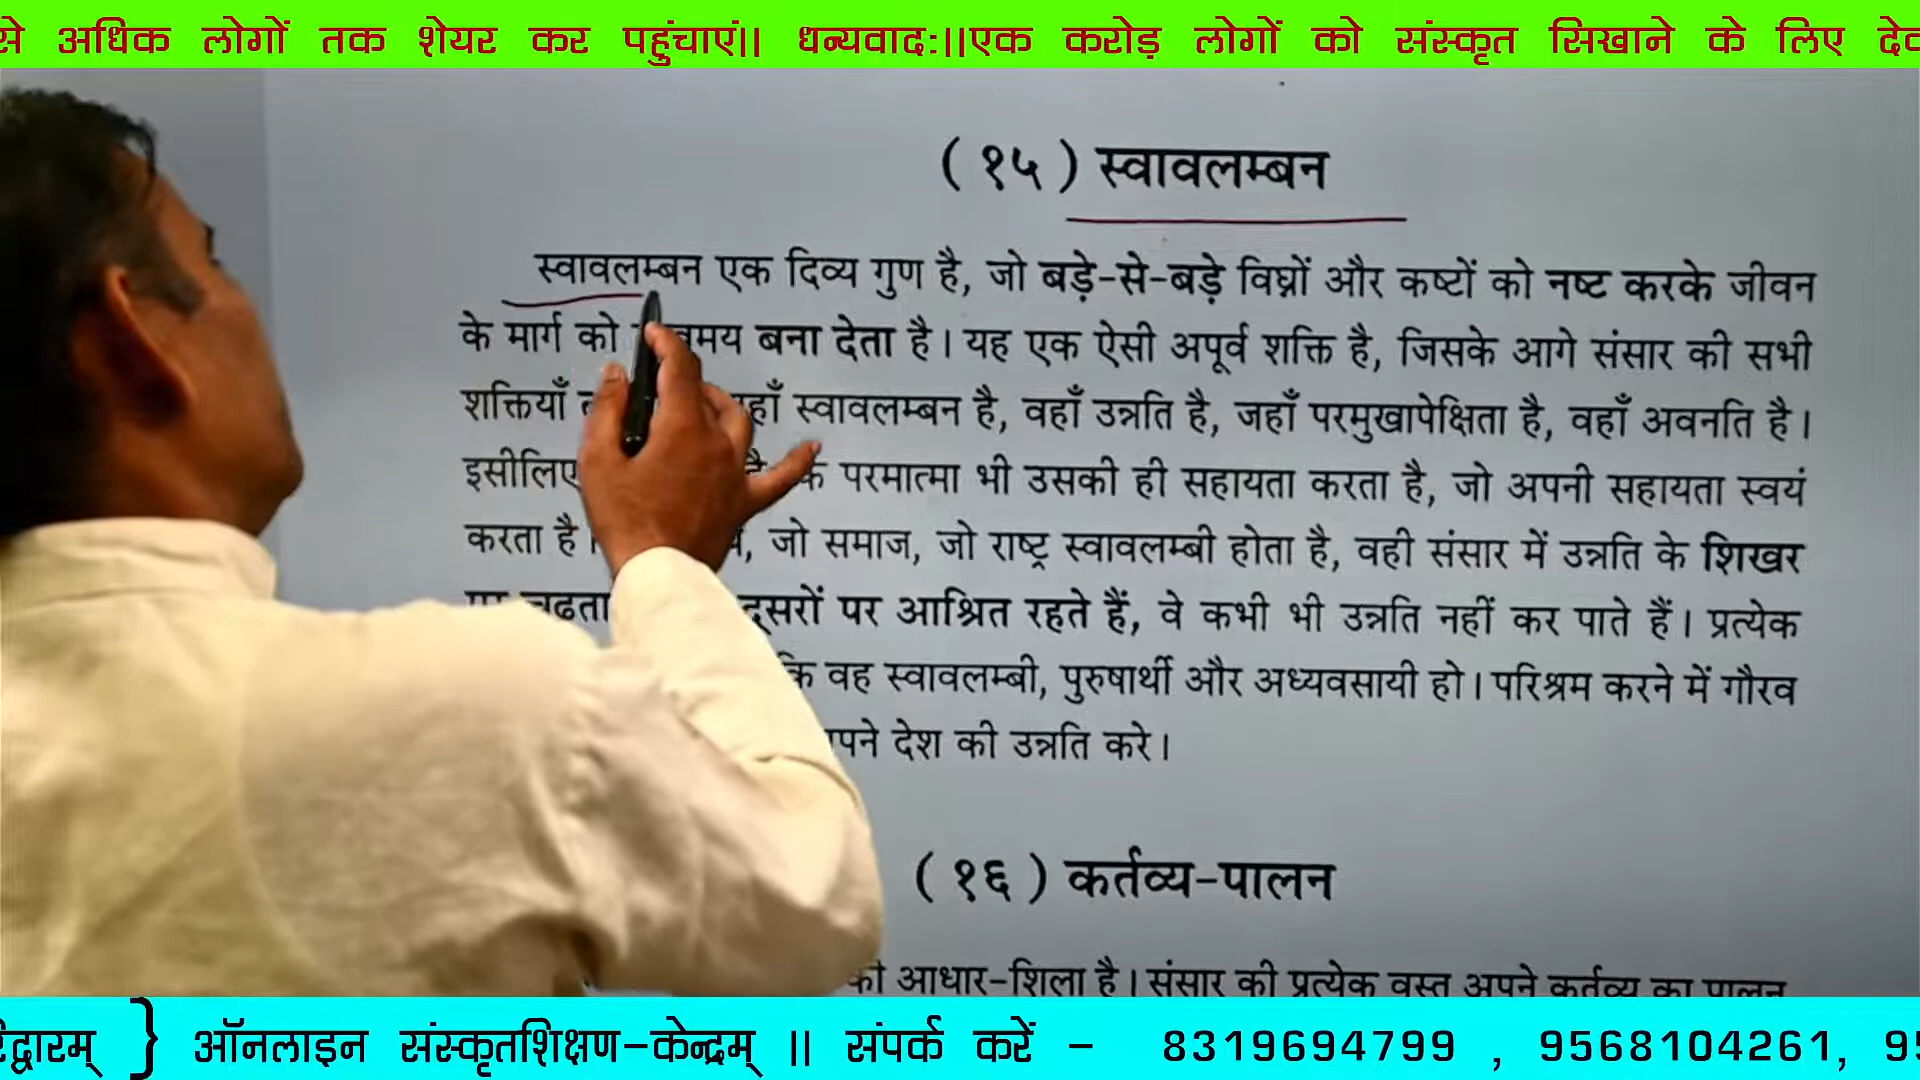 से अधिक लोगों तक शेयर कर पहुंचाएं|| धन्यवादः||एक करोड़ लोगों को संस्कृत सिखाने के लिए
( १५ ) स्वावलम्बन
स्वावलम्बन एक दिव्य गुण है, जो बड़े-से-बड़े विघ्नों और कष्टों को नष्ट करके जीवन
के मार्ग को बना देता है। यह एक ऐसी अपूर्व शक्ति है, जिसके आगे संसार की सभी
शक्तियाँ स्वावलम्बन है, वहाँ उन्नति है, जहाँ परमुखापेक्षिता है, वहाँ अवनति है।
इसीलिए परमात्मा भी उसकी ही सहायता करता है, जो अपनी सहायता स्वयं
करता है। जो समाज, जो राष्ट्र स्वावलम्बी होता है, वही संसार में उन्नति के शिखर
दूसरों पर आश्रित रहते हैं, वे कभी भी उन्नति नहीं कर पाते हैं। प्रत्येक
वह स्वावलम्बी, पुरुषार्थी और अध्यवसायी हो। परिश्रम करने में गौरव
देश की उन्नति करे।
( १६ ) कर्तव्य-पालन
की आधार-शिला है। संसार की प्रत्येक वस्तु अपने कर्तव्य का पालन
} ऑनलाइन संस्कृतशिक्षण-केन्द्रम् || संपर्क करें - 8319694799 , 9568104261,